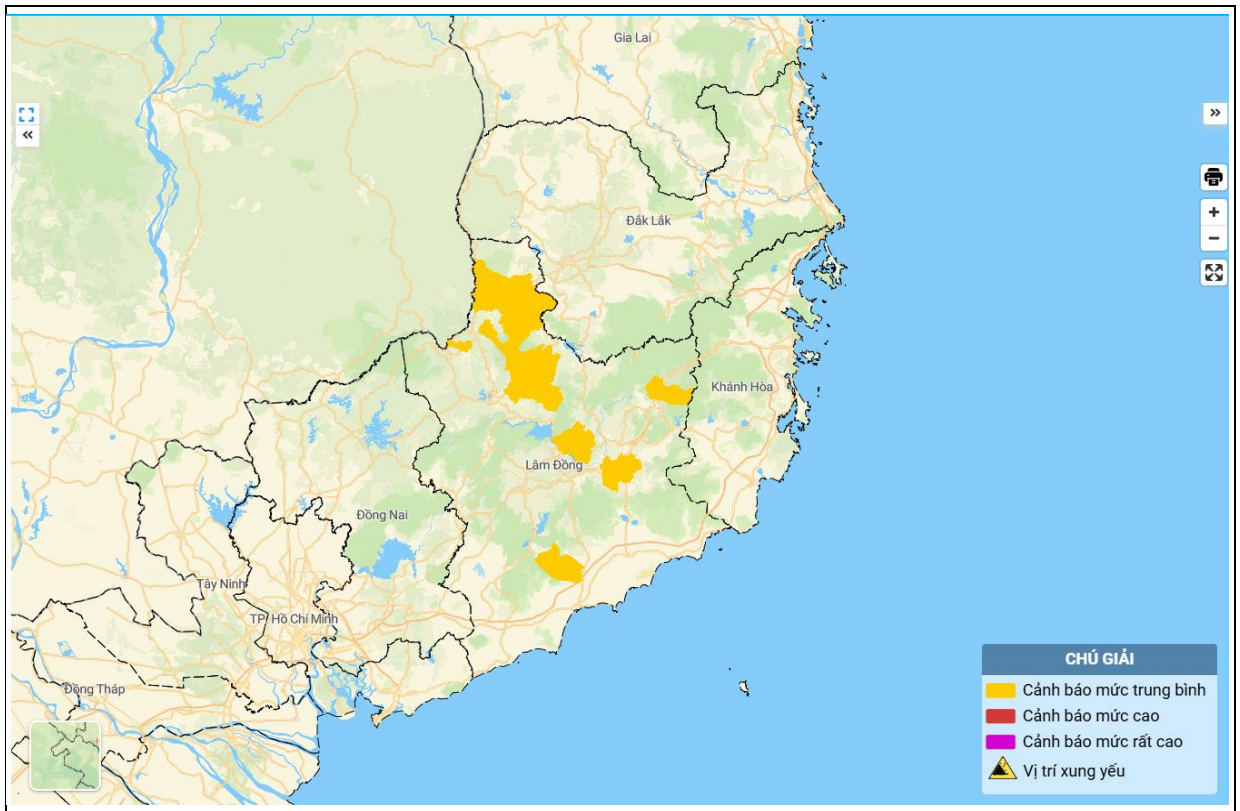 Gia Lai
»
«
+
Đắk Lắk
−
Khánh Hòa
Lâm Đồng
Đồng Nai
Tây Ninh
TP. Hồ Chí Minh
Đồng Tháp
CHÚ GIẢI
Cảnh báo mức trung bình
Cảnh báo mức cao
Cảnh báo mức rất cao
Vị trí xung yếu